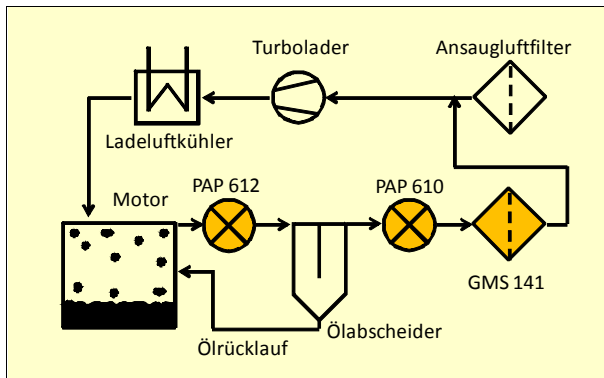 Turbolader
Ansaugluftfilter
Ladeluftkühler
Motor
PAP 612
PAP 610
GMS 141
Ölabscheider
Ölrücklauf